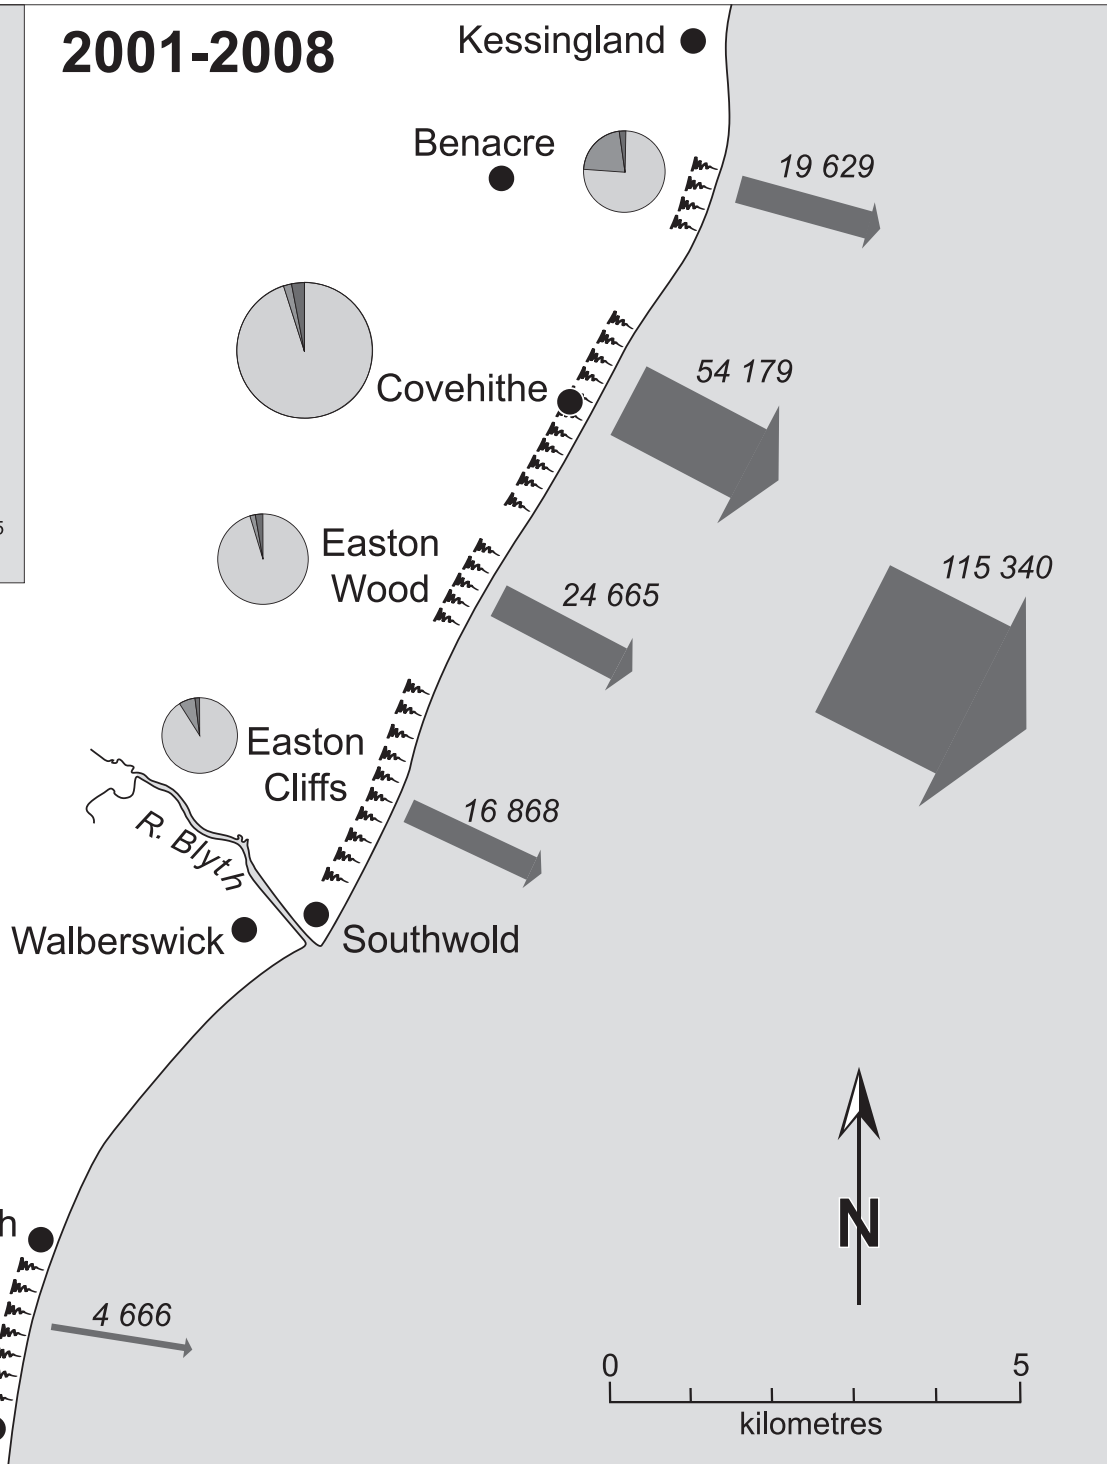 2001-2008
Kessingland
Benacre
19 629
Covehithe
54 179
5
Easton
Wood
24 665
115 340
Easton
Cliffs
16 868
R. Blyth
Walberswick
Southwold
N
h
4 666
0
5
kilometres